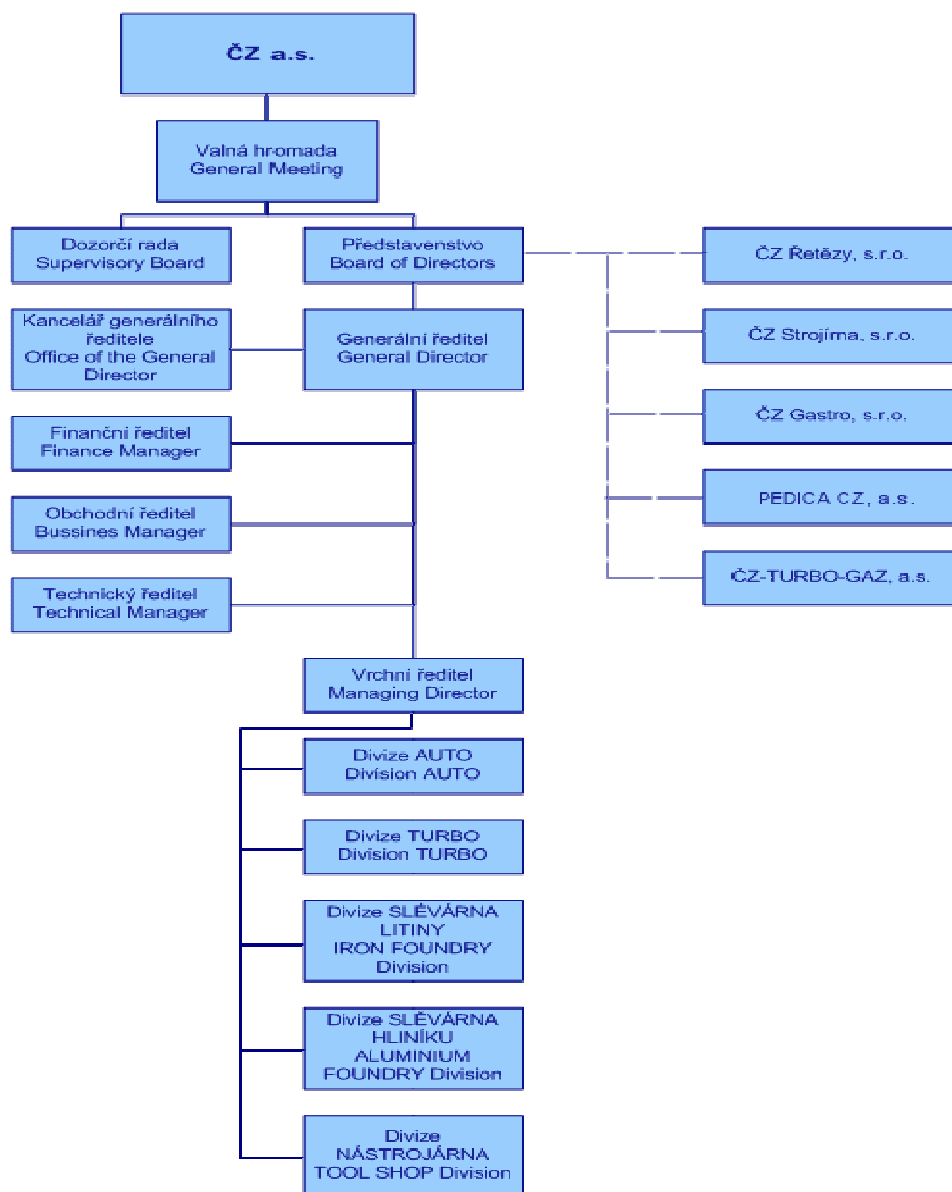 ČZ a.s.
Valná hromada
General Meeting
Dozorčí rada
Supervisory Board
Představenstvo
Board of Directors
ČZ Řetězy, s.r.o.
Kancelář generálního
ředitele
Office of the General
Director
Generální ředitel
General Director
ČZ Strojírna, s.r.o.
Finanční ředitel
Finance Manager
ČZ Gastro, s.r.o.
Obchodní ředitel
Bussines Manager
PEDICA CZ, a.s.
Technický ředitel
Technical Manager
ČZ-TURBO-GAZ, a.s.
Vrchní ředitel
Managing Director
Divize AUTO
Division AUTO
Divize TURBO
Division TURBO
Divize SLÉVÁRNA
LITINY
IRON FOUNDRY
Division
Divize SLÉVÁRNA
HLINÍKU
ALUMINIUM
FOUNDRY Division
Divize
NÁSTROJÁRNA
TOOL SHOP Division